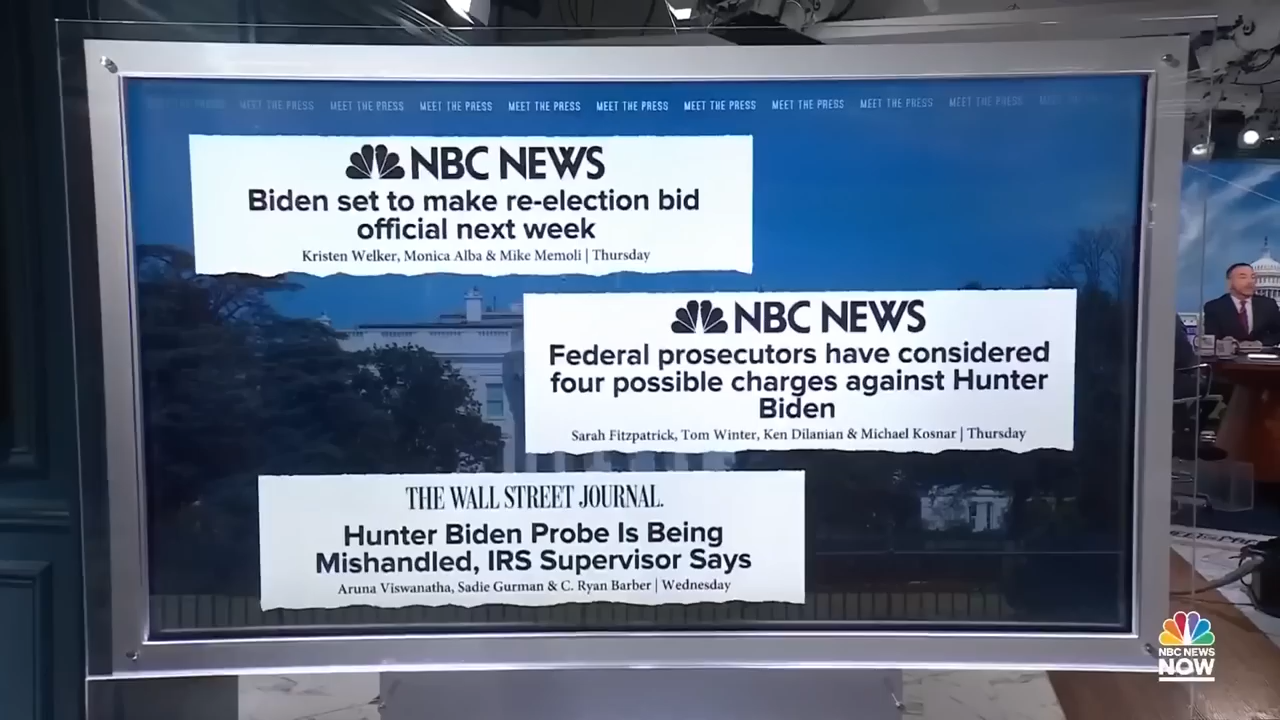 MEET THE PRESS MEET THE PRESS MEET THE PRESS MEET THE PRESS MEET THE PRESS MEET THE PRESS MEET THE PRESS MEET THE PRESS MEET THE PRESS
NBC NEWS
Biden set to make re-election bid
official next week
Kristen Welker, Monica Alba & Mike Memoli | Thursday
NBC NEWS
Federal prosecutors have considered
four possible charges against Hunter
Biden
Sarah Fitzpatrick, Tom Winter, Ken Dilanian & Michael Kosnar | Thursday
THE WALL STREET JOURNAL.
Hunter Biden Probe Is Being
Mishandled, IRS Supervisor Says
Aruna Viswanatha, Sadie Gurman & C. Ryan Barber | Wednesday
NBC NEWS
NOW